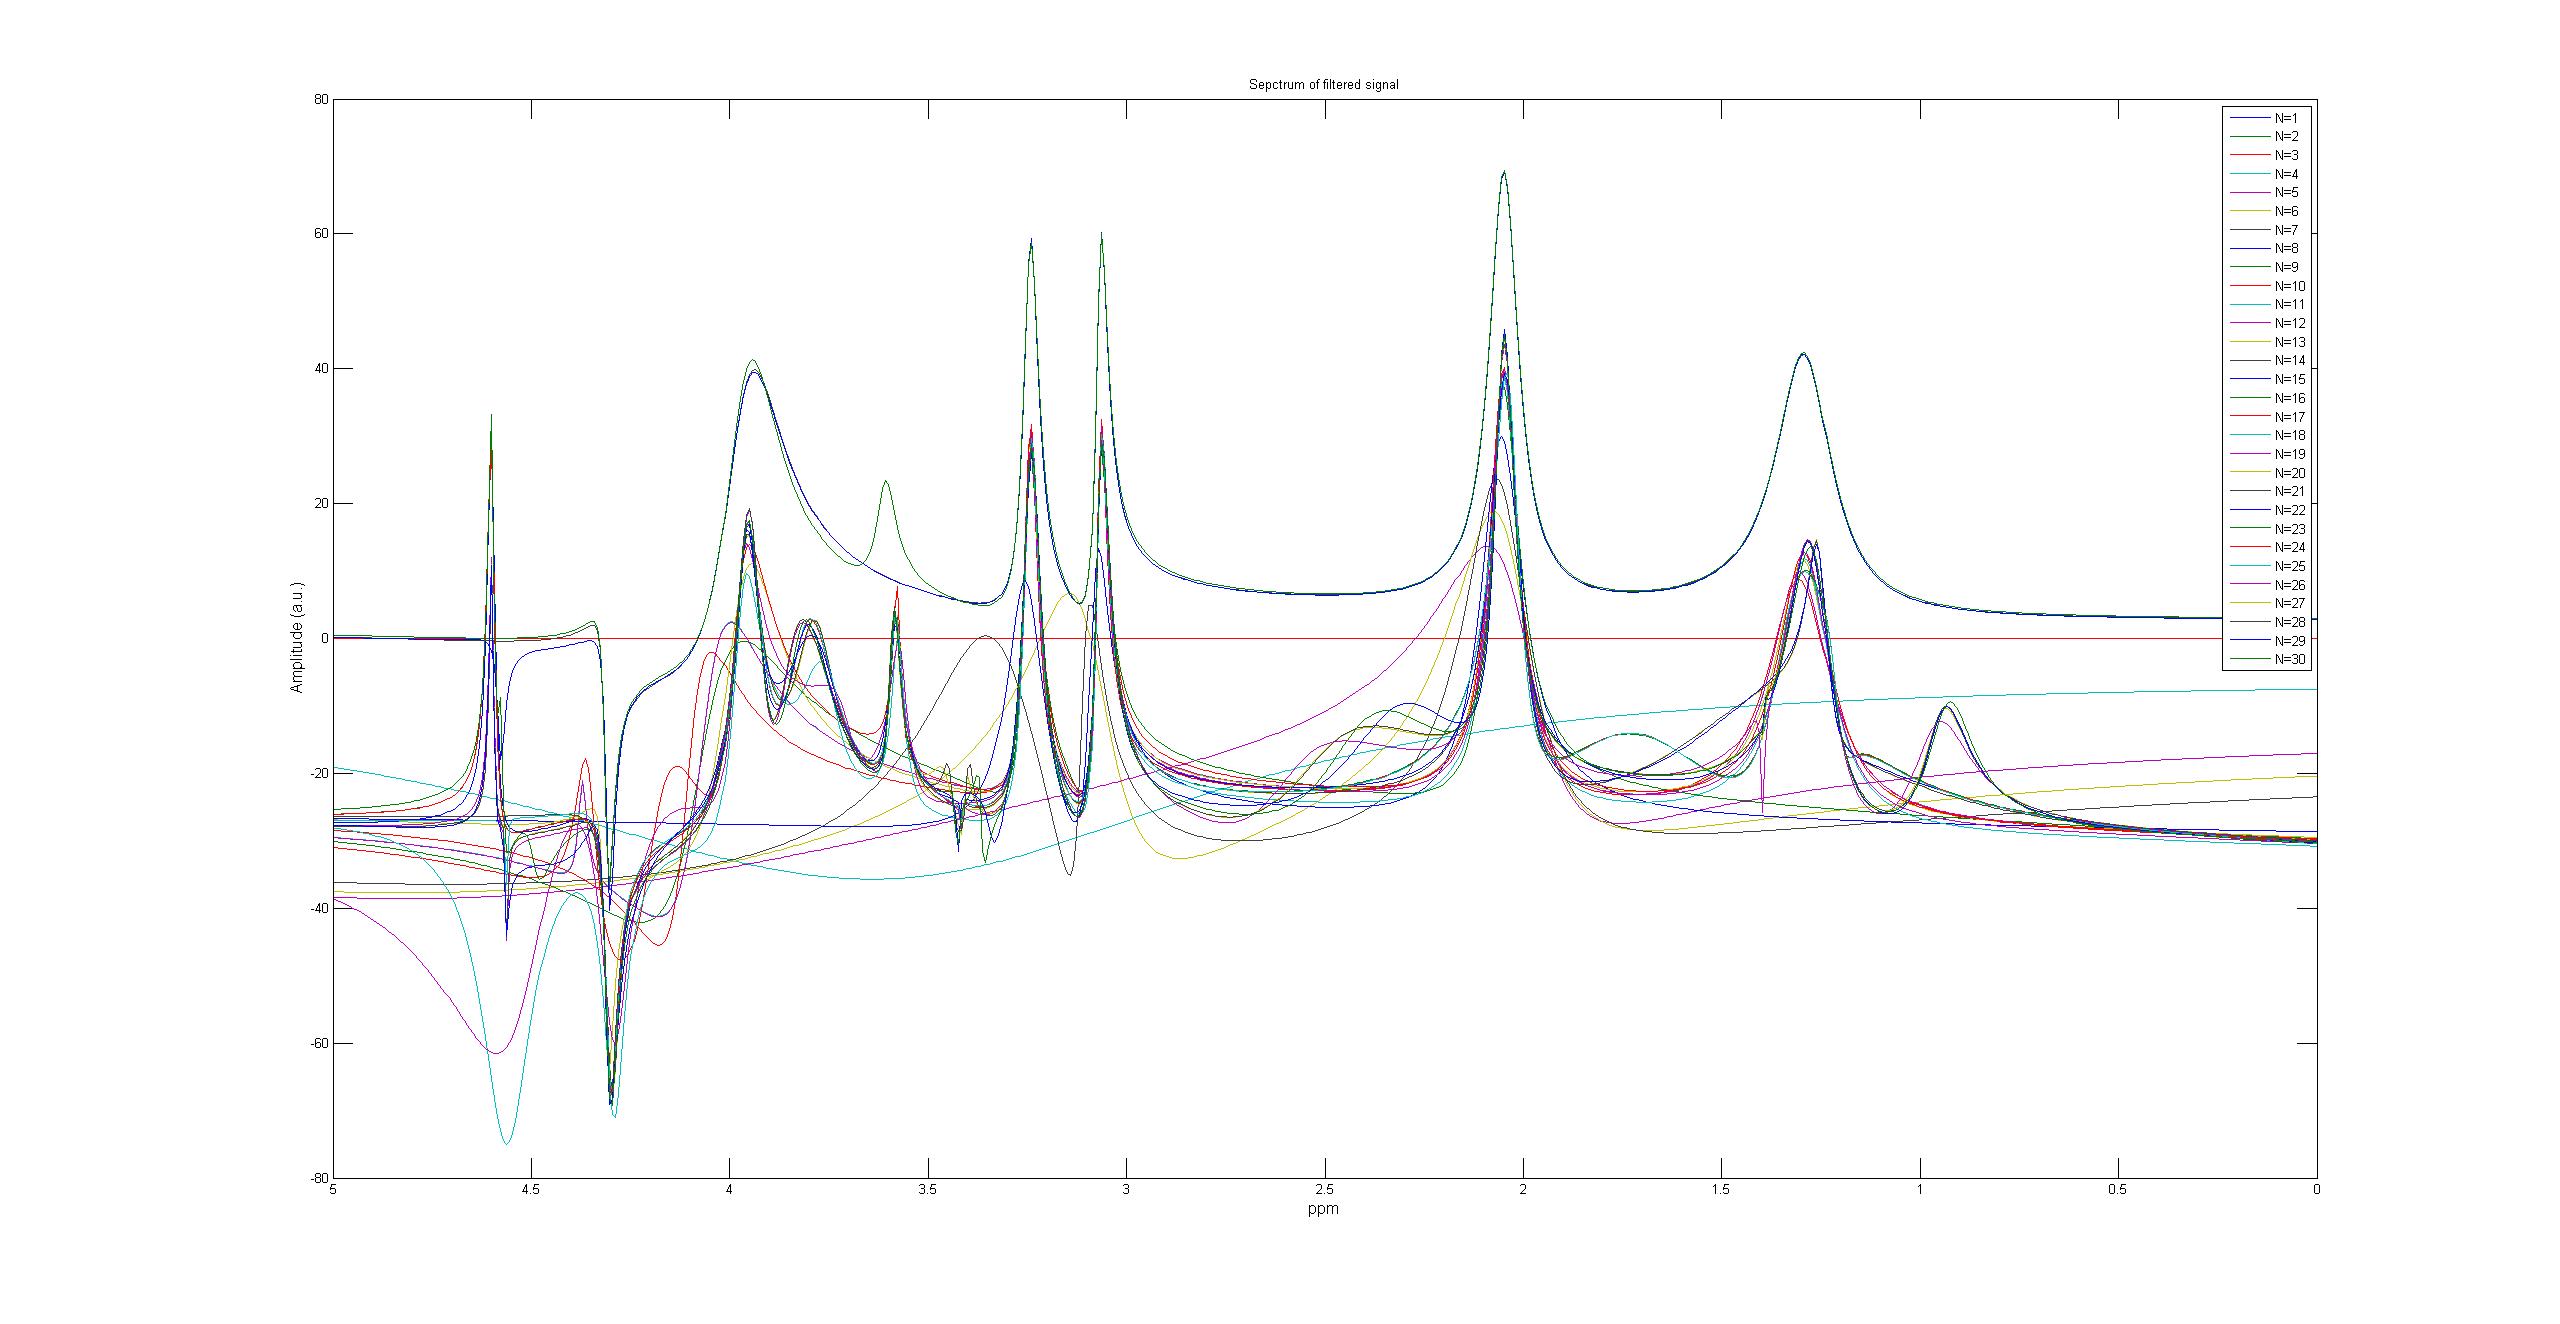 Sepctrum of filtered signal
80
60
40
20
0
-20
-40
-60
-80
Amplitude (a.u.)
5
4.5
4
3.5
3
2.5
2
1.5
1
0.5
0
ppm
N=1
N=2
N=3
N=4
N=5
N=6
N=7
N=8
N=9
N=10
N=11
N=12
N=13
N=14
N=15
N=16
N=17
N=18
N=19
N=20
N=21
N=22
N=23
N=24
N=25
N=26
N=27
N=28
N=29
N=30